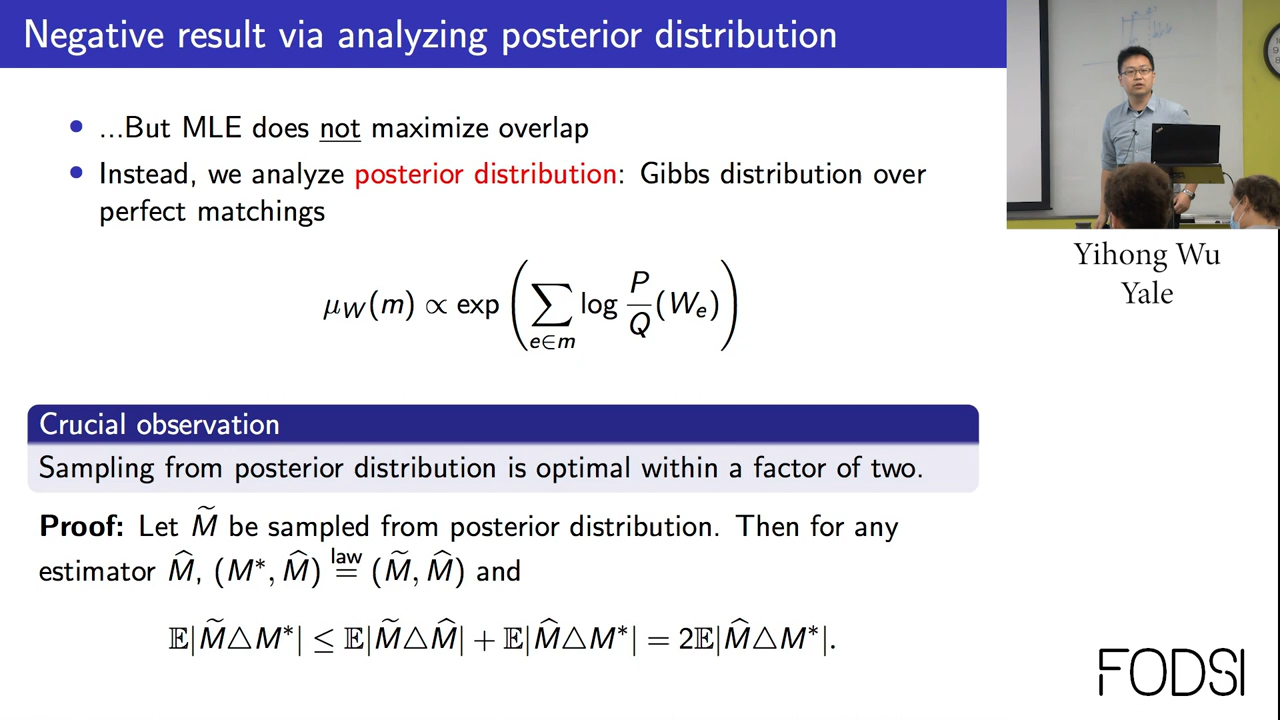 Negative result via analyzing posterior distribution
• ...But MLE does not maximize overlap
• Instead, we analyze posterior distribution: Gibbs distribution over
perfect matchings
μ_W(m) ∝ exp ( ∑_{e∈m} log P/Q (W_e) )
Crucial observation
Sampling from posterior distribution is optimal within a factor of two.
Proof: Let M̃ be sampled from posterior distribution. Then for any
estimator M̂, (M*, M̂) =^{law} (M̃, M̂) and
𝔼|M̃△M*| ≤ 𝔼|M̃△M̂| + 𝔼|M̂△M*| = 2𝔼|M̂△M*|.
Yihong Wu
Yale
FODSI